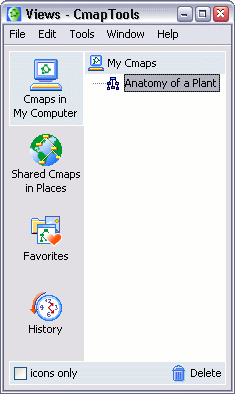 Views - CmapTools
File Edit Tools Window Help
Cmaps in
My Computer
Shared Cmaps
in Places
Favorites
History
My Cmaps
Anatomy of a Plant
icons only
Delete